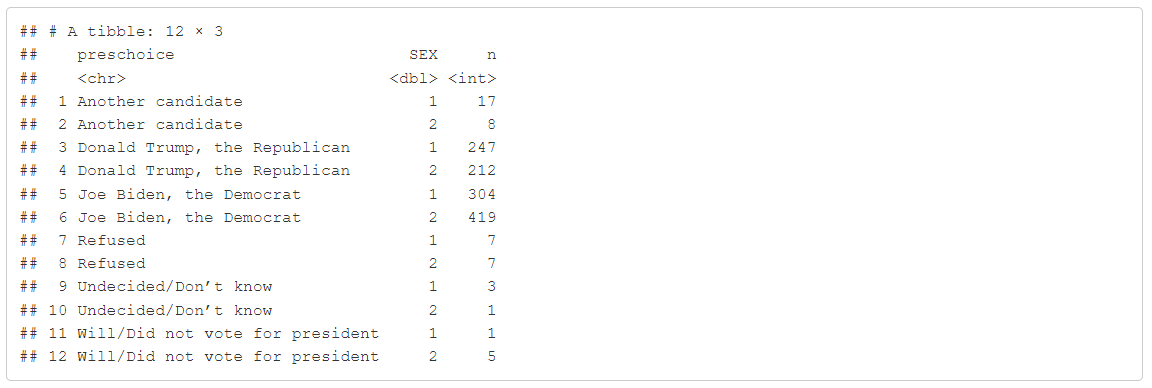 ## # A tibble: 12 × 3
##    preschoice                        SEX     n
##    <chr>                           <dbl> <int>
##  1 Another candidate                   1    17
##  2 Another candidate                   2     8
##  3 Donald Trump, the Republican        1   247
##  4 Donald Trump, the Republican        2   212
##  5 Joe Biden, the Democrat             1   304
##  6 Joe Biden, the Democrat             2   419
##  7 Refused                             1     7
##  8 Refused                             2     7
##  9 Undecided/Don’t know                1     3
## 10 Undecided/Don’t know                2     1
## 11 Will/Did not vote for president     1     1
## 12 Will/Did not vote for president     2     5